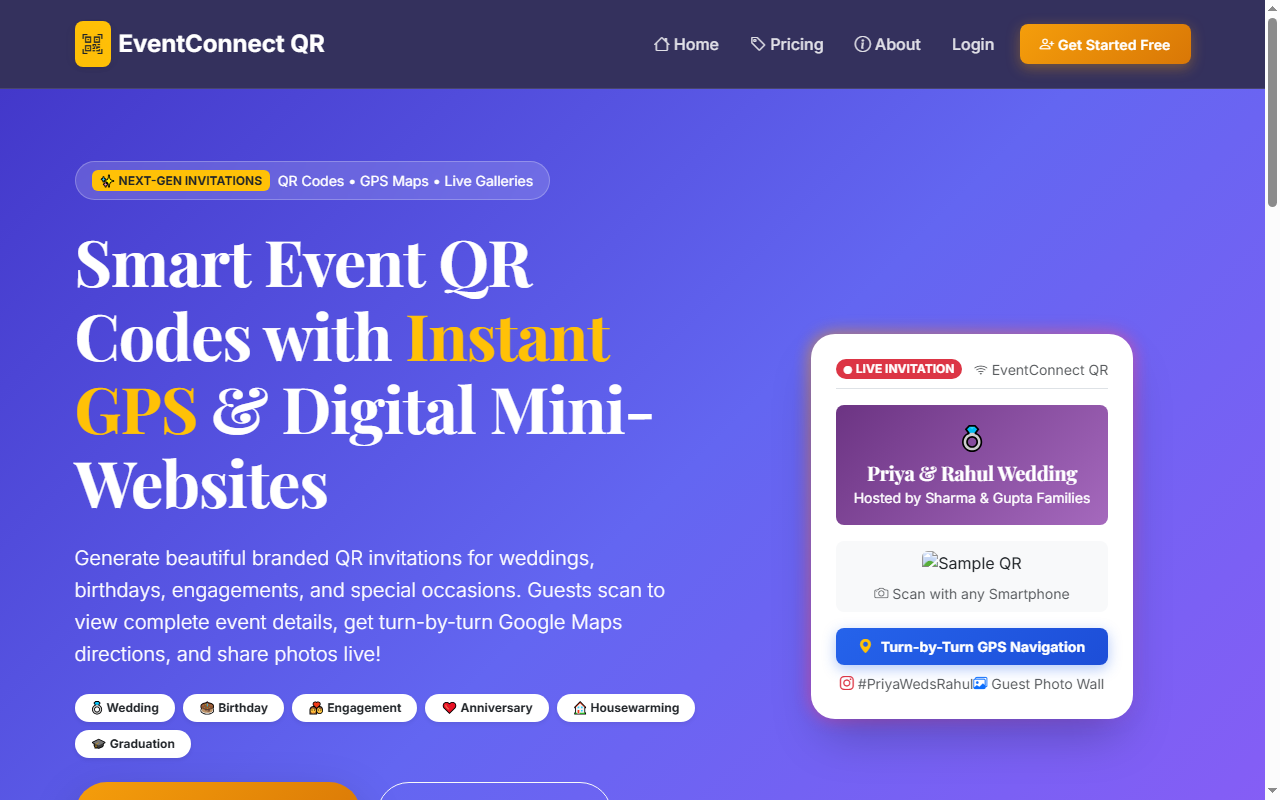 EventConnect QR
Home
Pricing
About
Login
Get Started Free
NEXT-GEN INVITATIONS QR Codes • GPS Maps • Live Galleries
Smart Event QR
Codes with Instant
GPS & Digital Mini-
Websites
Generate beautiful branded QR invitations for weddings,
birthdays, engagements, and special occasions. Guests scan to
view complete event details, get turn-by-turn Google Maps
directions, and share photos live!
Wedding
Birthday
Engagement
Anniversary
Housewarming
Graduation
LIVE INVITATION
EventConnect QR
Priya & Rahul Wedding
Hosted by Sharma & Gupta Families
Sample QR
Scan with any Smartphone
Turn-by-Turn GPS Navigation
#PriyaWedsRahul
Guest Photo Wall